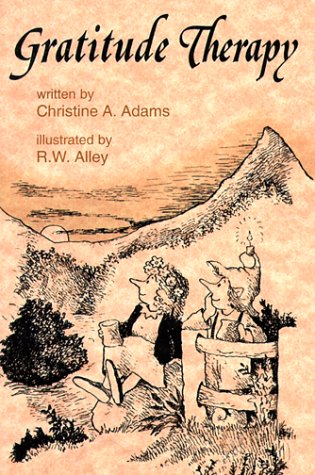 Gratitude Therapy
written by
Christine A. Adams
illustrated by
R.W. Alley